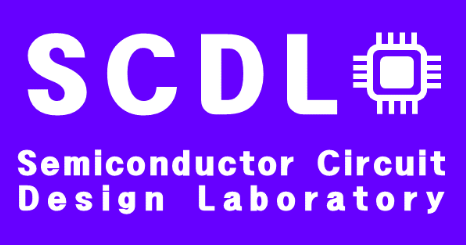 SCDL
Semiconductor Circuit
Design Laboratory